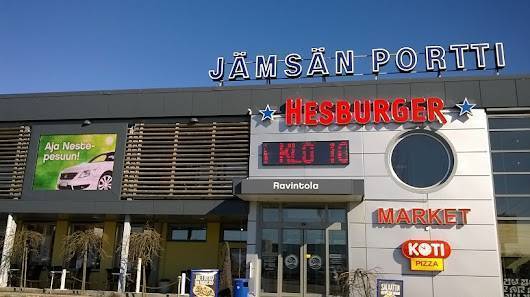 JÄMSÄN PORTTI
HESBURGER
Aja Neste-
pesuun!
I KLO 10
Ravintola
MARKET
KOTI
PIZZA